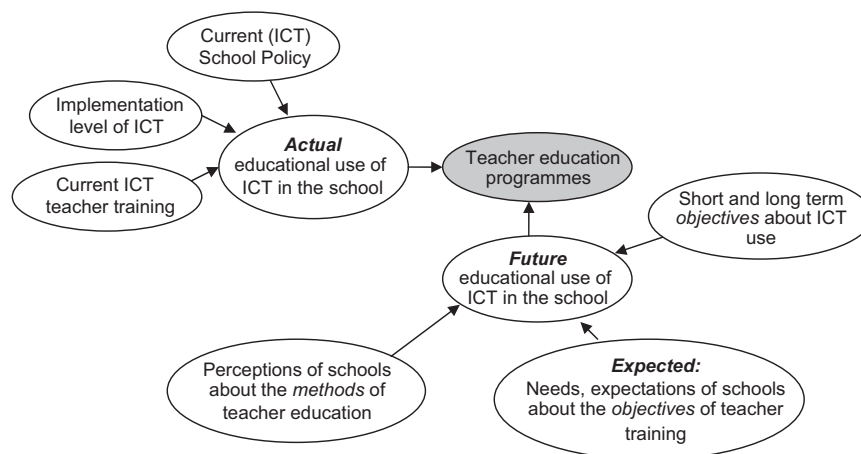 Current (ICT)
School Policy
Implementation
level of ICT
Actual
educational use of
ICT in the school
Current ICT
teacher training
Teacher education
programmes
Short and long term
objectives about ICT
use
Future
educational use of
ICT in the school
Perceptions of schools
about the methods of
teacher education
Expected:
Needs, expectations of schools
about the objectives of teacher
training